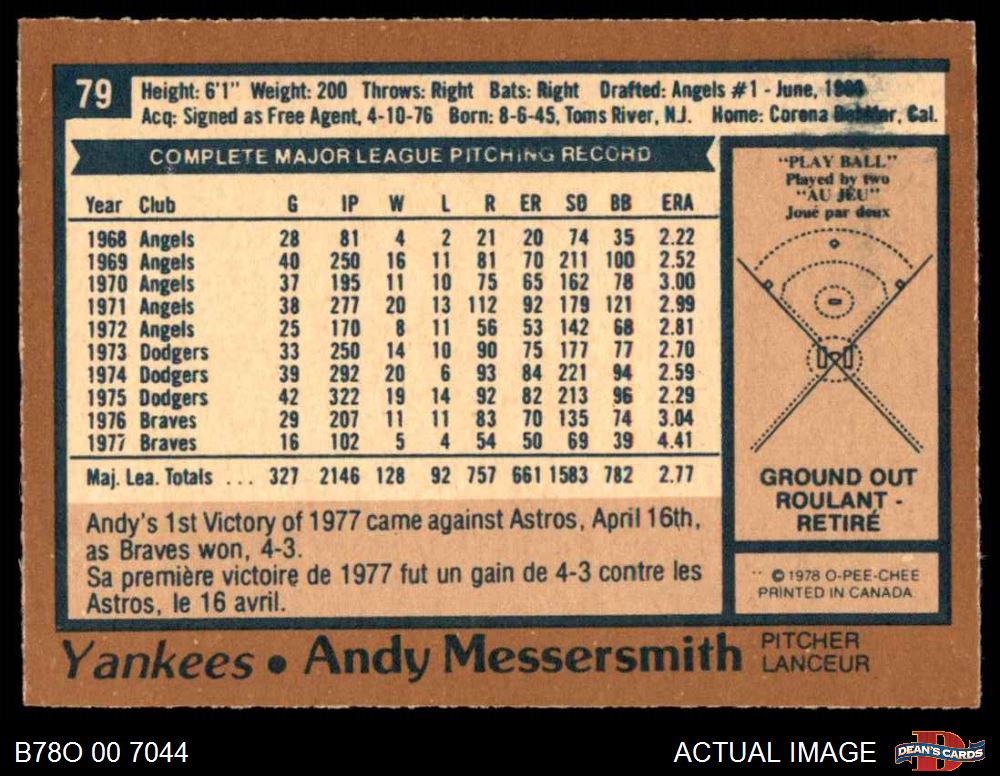 79
Height: 6'1" Weight: 200 Throws: Right Bats: Right Drafted: Angels #1 - June,
Acq: Signed as Free Agent, 4-10-76 Born: 8-6-45, Toms River, N.J. Home: Corona Cal.
COMPLETE MAJOR LEAGUE PITCHING RECORD
Year Club G IP W L R ER SO BB ERA
1968 Angels 28 81 4 2 21 20 74 35 2.22
1969 Angels 40 250 16 11 81 70 211 100 2.52
1970 Angels 37 195 11 10 75 65 162 78 3.00
1971 Angels 38 277 20 13 112 92 179 121 2.99
1972 Angels 25 170 8 11 56 53 142 68 2.81
1973 Dodgers 33 250 14 10 90 75 177 77 2.70
1974 Dodgers 39 292 20 6 93 84 221 94 2.59
1975 Dodgers 42 322 19 14 92 82 213 96 2.29
1976 Braves 29 207 11 11 83 70 135 74 3.04
1977 Braves 16 102 5 4 54 50 69 39 4.41
Maj. Lea. Totals ... 327 2146 128 92 757 661 1583 782 2.77
Andy's 1st Victory of 1977 came against Astros, April 16th,
as Braves won, 4-3.
Sa première victoire de 1977 fut un gain de 4-3 contre les
Astros, le 16 avril.
"PLAY BALL"
Played by two
"AU JEU"
Joué par deux
GROUND OUT
ROULANT -
RETIRÉ
** © 1978 O-PEE-CHEE
PRINTED IN CANADA
Yankees • Andy Messersmith
PITCHER
LANCEUR
B78O 00 7044
ACTUAL IMAGE
DEAN'S CARDS